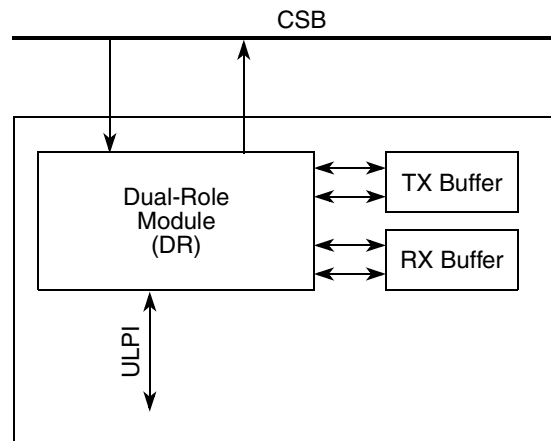 CSB
Dual-Role
Module
(DR)
TX Buffer
RX Buffer
ULPI